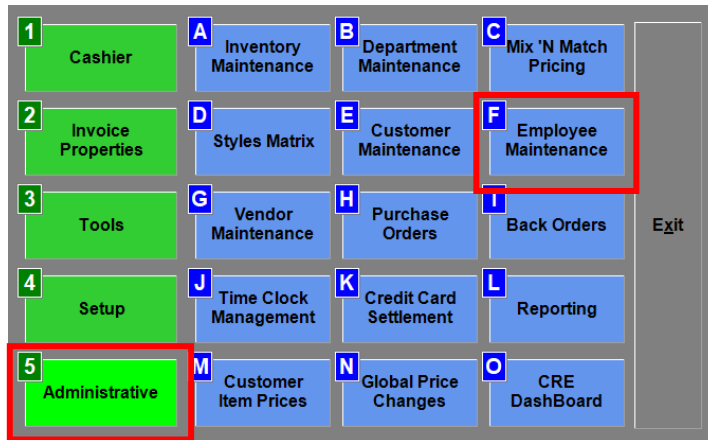 1
Cashier
A
Inventory
Maintenance
B
Department
Maintenance
C
Mix 'N Match
Pricing
2
Invoice
Properties
D
Styles Matrix
E
Customer
Maintenance
F
Employee
Maintenance
3
Tools
G
Vendor
Maintenance
H
Purchase
Orders
I
Back Orders
Exit
4
Setup
J
Time Clock
Management
K
Credit Card
Settlement
L
Reporting
5
Administrative
M
Customer
Item Prices
N
Global Price
Changes
O
CRE
DashBoard